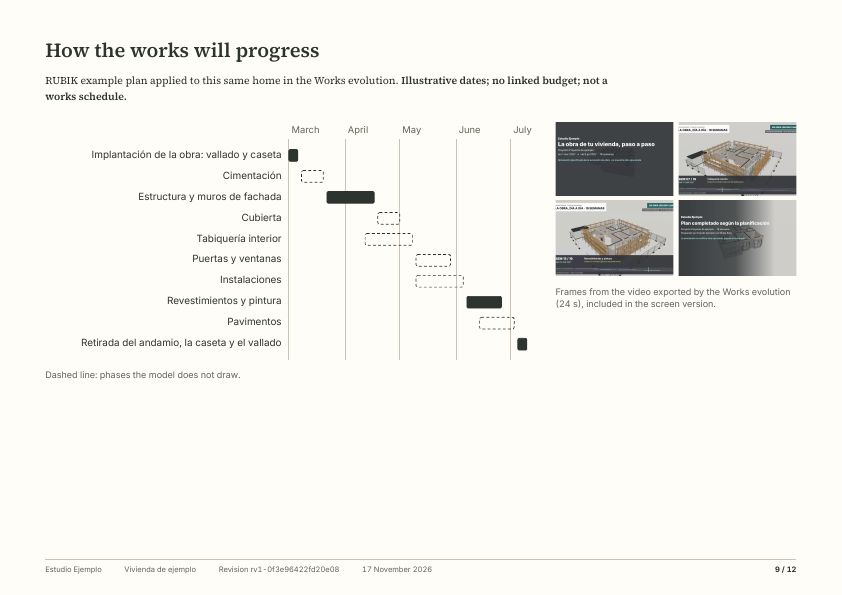 How the works will progress
RUBIK example plan applied to this same home in the Works evolution. Illustrative dates; no linked budget; not a
works schedule.
March April May June July
Implantación de la obra: vallado y caseta
Cimentación
Estructura y muros de fachada
Cubierta
Tabiquería interior
Puertas y ventanas
Instalaciones
Revestimientos y pintura
Pavimentos
Retirada del andamio, la caseta y el vallado
Dashed line: phases the model does not draw.
Estudio Ejemplo
La obra de tu vivienda, paso a paso
Estudio Ejemplo
Plan completado según la planificación
Frames from the video exported by the Works evolution
(24 s), included in the screen version.
Estudio Ejemplo Vivienda de ejemplo Revision rv1-0f3e96422fd20e08 17 November 2026 9 / 12